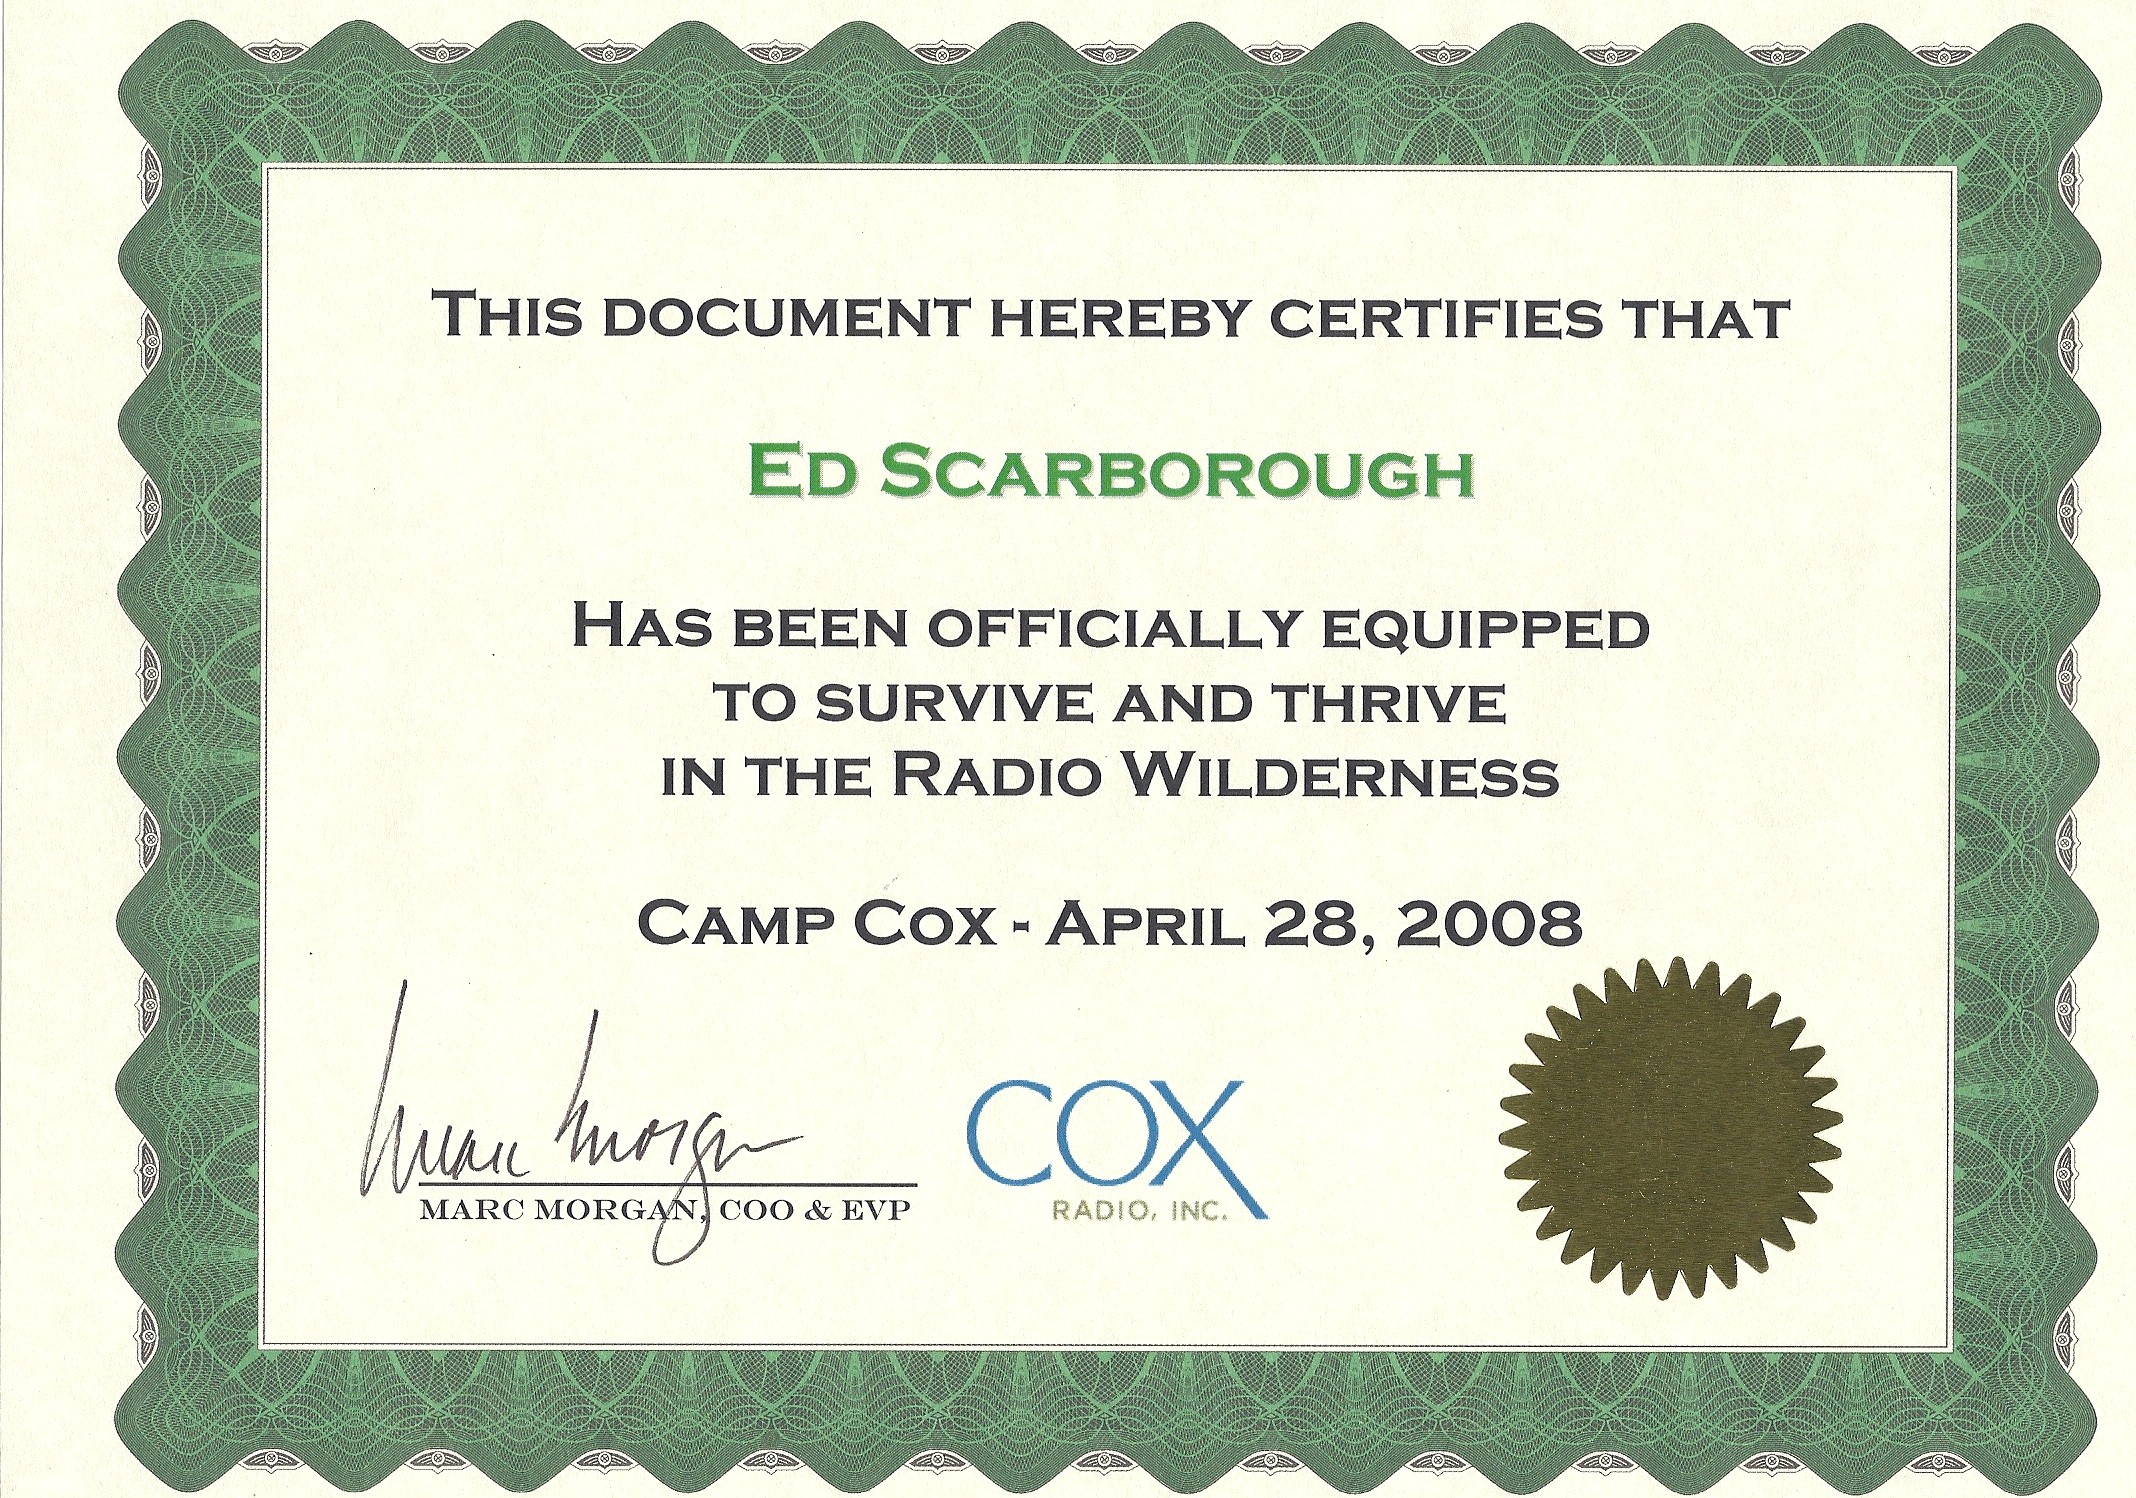 This document hereby certifies that
Ed Scarborough
Has been officially equipped
to survive and thrive
in the Radio Wilderness
Camp Cox - April 28, 2008
Marc Morgan
MARC MORGAN, COO & EVP
COX
RADIO, INC.